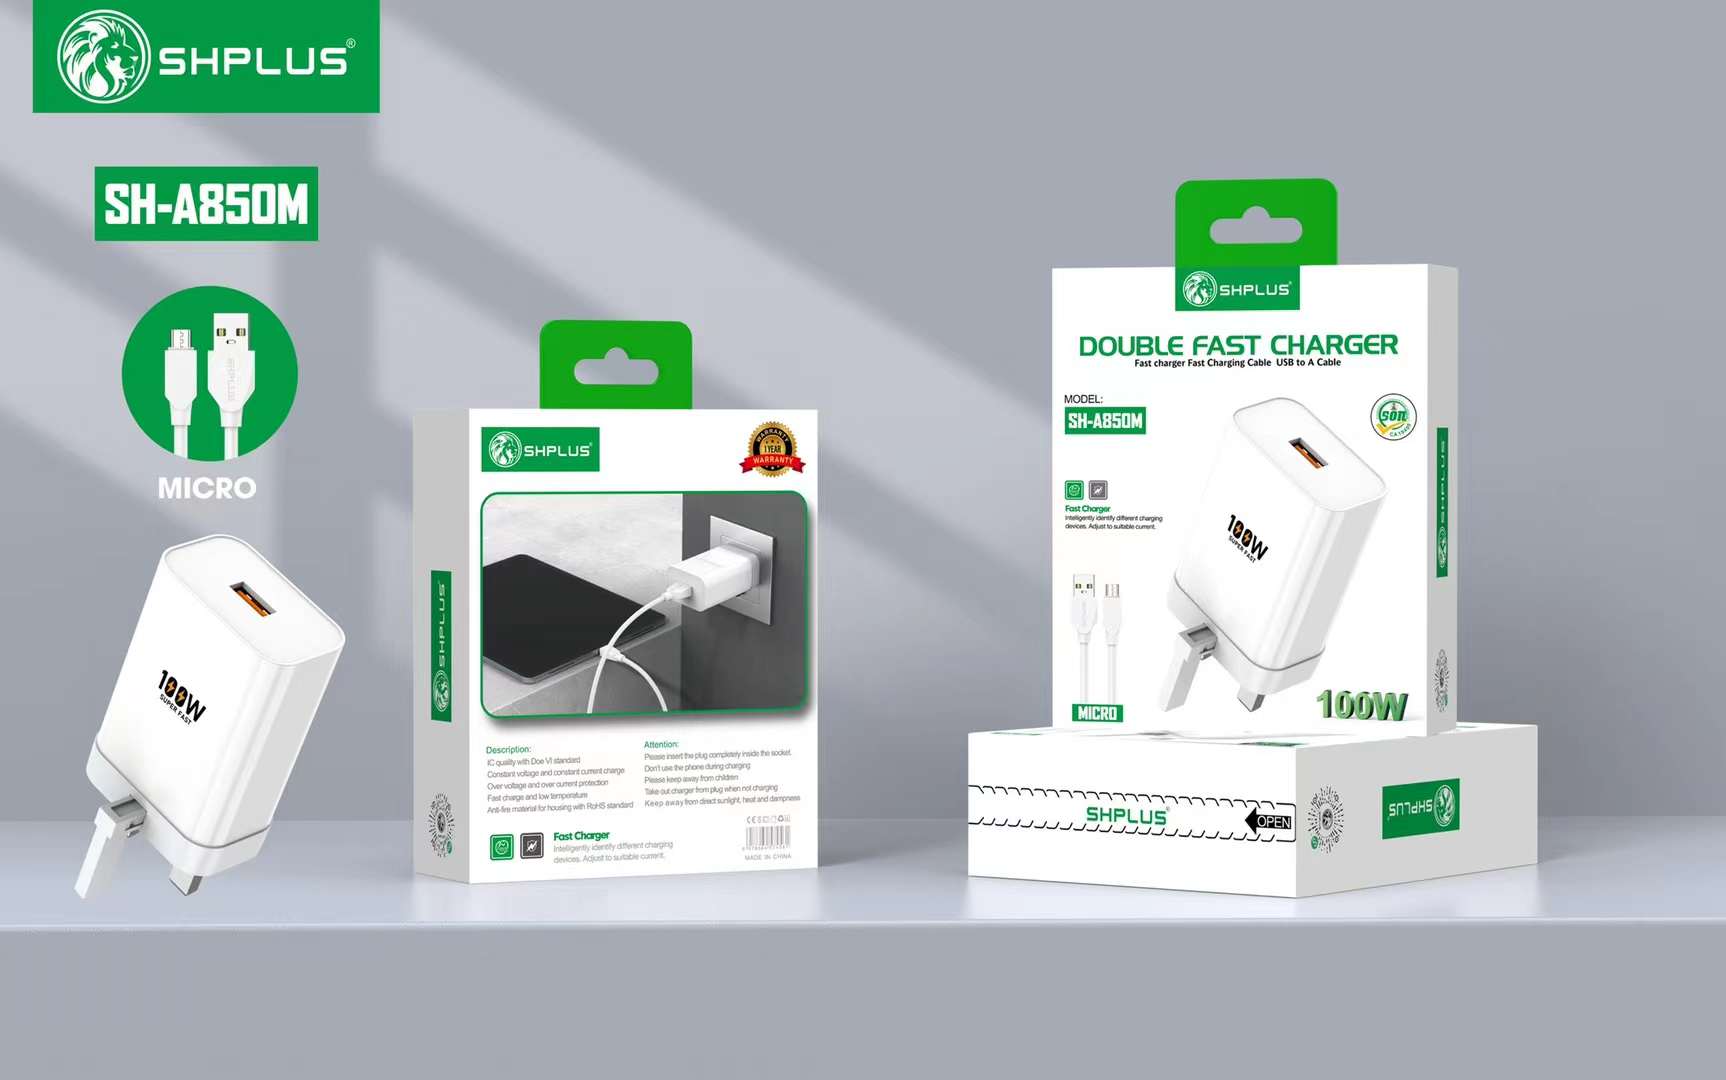 SHPLUS®
SH-A850M
MICRO
100W
SUPER FAST
SHPLUS®
SHPLUS®
WARRANTY
1 YEAR
WARRANTY
Description:
IC quality with Doe VI standard
Constant voltage and constant current charge
Over voltage and over current protection
Fast charge and low temperature
Anti-fire material for housing with RoHS standard
Attention:
Please insert the plug completely inside the socket.
Don't use the phone during charging
Please keep away from children
Take out charger from plug when not charging
Keep away from direct sunlight, heat and dampness
Fast Charger
Intelligently identify different charging
devices. Adjust to suitable current.
MADE IN CHINA
SHPLUS®
DOUBLE FAST CHARGER
Fast charger Fast Charging Cable USB to A Cable
MODEL:
SH-A850M
son
Fast Charger
Intelligently identify different charging
devices. Adjust to suitable current.
100W
SUPER FAST
MICRO
100W
SHPLUS
SHPLUS®
OPEN
SHPLUS®